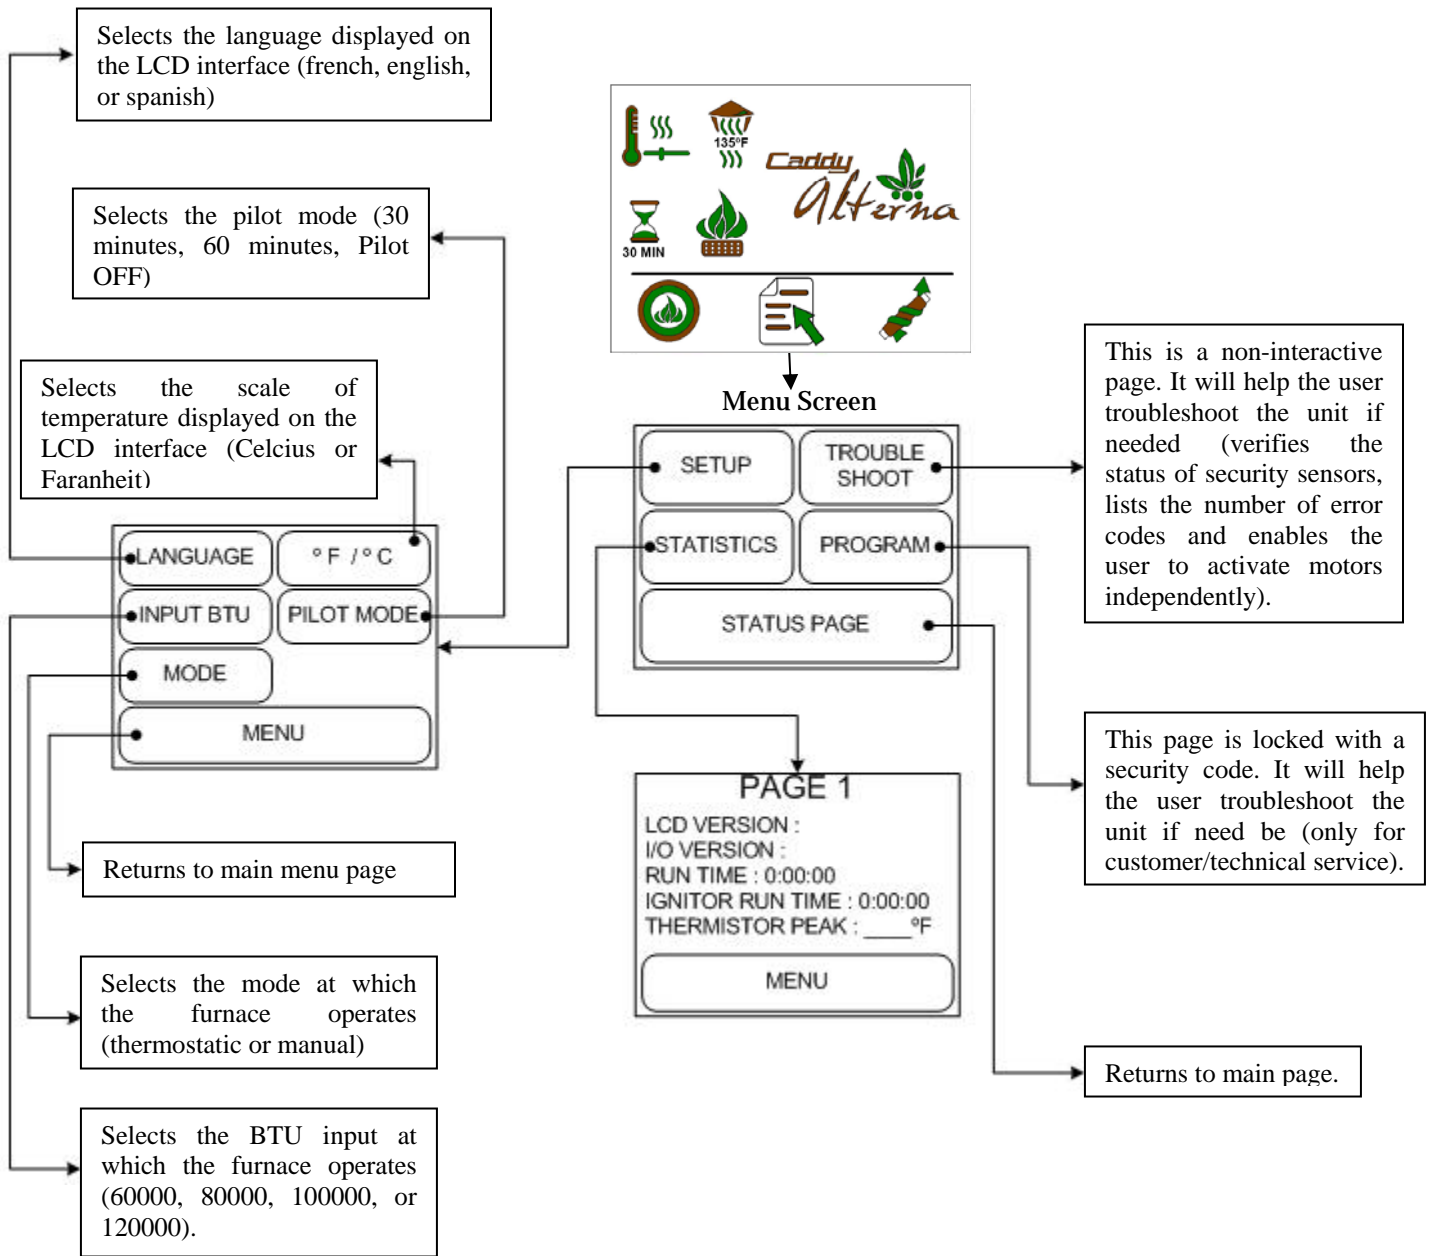 Selects the language displayed on
the LCD interface (french, english,
or spanish)
Selects the pilot mode (30
minutes, 60 minutes, Pilot
OFF)
Selects the scale of
temperature displayed on the
LCD interface (Celcius or
Faranheit)
LANGUAGE
° F / ° C
INPUT BTU
PILOT MODE
MODE
MENU
Returns to main menu page
Selects the mode at which
the furnace operates
(thermostatic or manual)
Selects the BTU input at
which the furnace operates
(60000, 80000, 100000, or
120000).
135°F
Caddy
Alterna
30 MIN
Menu Screen
SETUP
TROUBLE
SHOOT
STATISTICS
PROGRAM
STATUS PAGE
PAGE 1
LCD VERSION :
I/O VERSION :
RUN TIME : 0:00:00
IGNITOR RUN TIME : 0:00:00
THERMISTOR PEAK : ____°F
MENU
This is a non-interactive
page. It will help the user
troubleshoot the unit if
needed (verifies the
status of security sensors,
lists the number of error
codes and enables the
user to activate motors
independently).
This page is locked with a
security code. It will help
the user troubleshoot the
unit if need be (only for
customer/technical service).
Returns to main page.